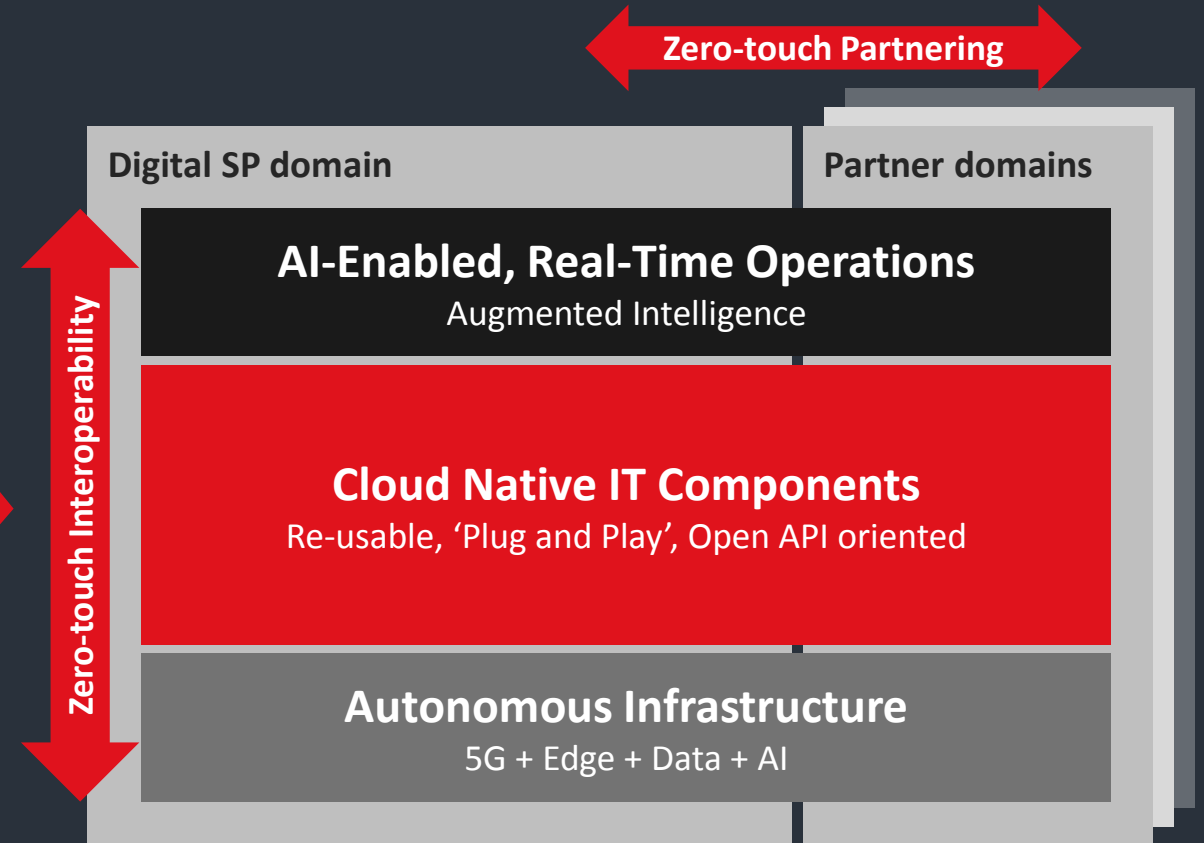 Zero-touch Partnering
Digital SP domain
Partner domains
Zero-touch Interoperability
AI-Enabled, Real-Time Operations
Augmented Intelligence
Cloud Native IT Components
Re-usable, ‘Plug and Play’, Open API oriented
Autonomous Infrastructure
5G + Edge + Data + AI